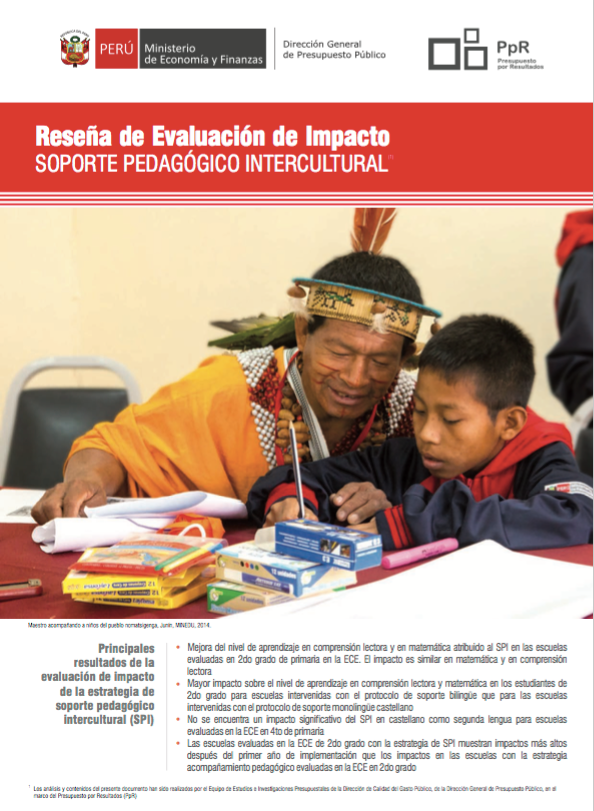 PERÚ
Ministerio
de Economía y Finanzas
Dirección General
de Presupuesto Público
PpR
Presupuesto
por Resultados
Reseña de Evaluación de Impacto
SOPORTE PEDAGÓGICO INTERCULTURAL
Maestro acompañando a niños del pueblo nomatsigenga, Junín, MINEDU, 2014.
Principales
resultados de la
evaluación de impacto
de la estrategia de
soporte pedagógico
intercultural (SPI)
• Mejora del nivel de aprendizaje en comprensión lectora y en matemática atribuido al SPI en las escuelas
evaluadas en 2do grado de primaria en la ECE. El impacto es similar en matemática y en comprensión
lectora
• Mayor impacto sobre el nivel de aprendizaje en comprensión lectora y matemática en los estudiantes de
2do grado para escuelas intervenidas con el protocolo de soporte bilingüe que para las escuelas
intervenidas con el protocolo de soporte monolingüe castellano
• No se encuentra un impacto significativo del SPI en castellano como segunda lengua para escuelas
evaluadas en la ECE en 4to de primaria
• Las escuelas evaluadas en la ECE de 2do grado con la estrategia de SPI muestran impactos más altos
después del primer año de implementación que los impactos en las escuelas con la estrategia
acompañamiento pedagógico evaluadas en la ECE en 2do grado
¹ Los análisis y contenidos del presente documento han sido realizados por el Equipo de Estudios e Investigaciones Presupuestales de la Dirección de Calidad del Gasto Público, de la Dirección General de Presupuesto Público, en el
marco del Presupuesto por Resultados (PpR)